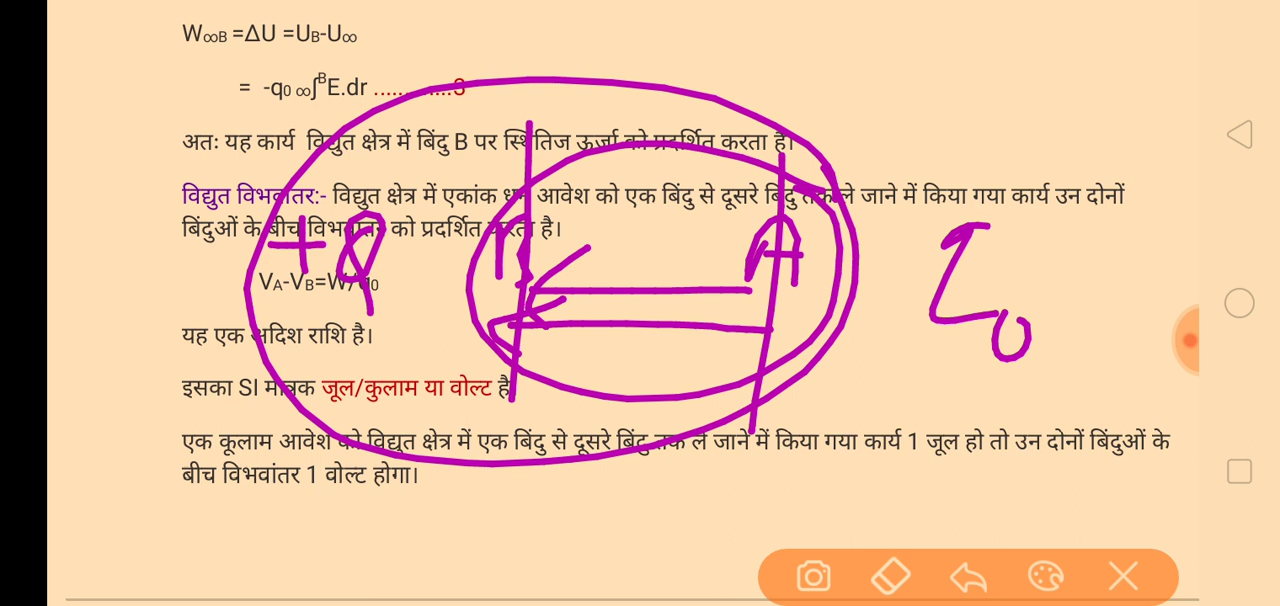 W∞B =ΔU =UB-U∞
= -q0 ∞∫ᴮE.dr .............3
अतः यह कार्य विद्युत क्षेत्र में बिंदु B पर स्थितिज ऊर्जा को प्रदर्शित करता है।
विद्युत विभवांतर:- विद्युत क्षेत्र में एकांक धन आवेश को एक बिंदु से दूसरे बिंदु तक ले जाने में किया गया कार्य उन दोनों
बिंदुओं के बीच विभवांतर को प्रदर्शित करता है।
+Q A
VA-VB=W/q0
यह एक अदिश राशि है।
इसका SI मात्रक जूल/कुलाम या वोल्ट है
एक कूलाम आवेश को विद्युत क्षेत्र में एक बिंदु से दूसरे बिंदु तक ले जाने में किया गया कार्य 1 जूल हो तो उन दोनों बिंदुओं के
बीच विभवांतर 1 वोल्ट होगा।